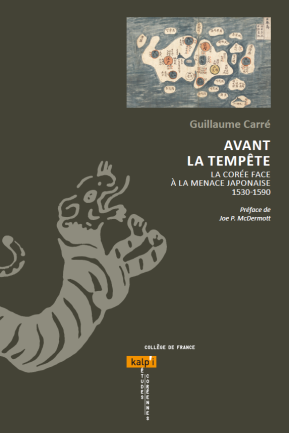 Guillaume Carré
AVANT
LA TEMPÊTE
LA CORÉE FACE
À LA MENACE JAPONAISE
1530-1590
Préface de
Joe P. McDermott
COLLÈGE DE FRANCE
kalpi
ÉTUDES
CORÉENNES